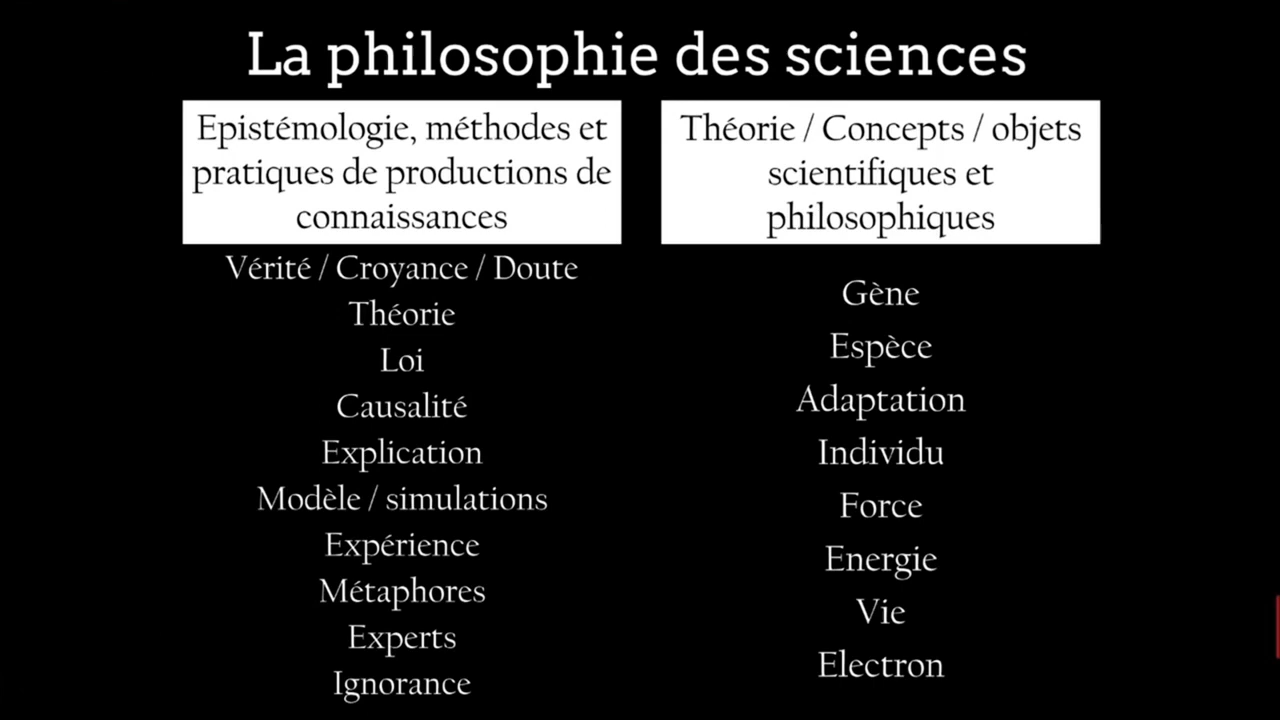 La philosophie des sciences
Epistémologie, méthodes et
pratiques de productions de
connaissances
Vérité / Croyance / Doute
Théorie
Loi
Causalité
Explication
Modèle / simulations
Expérience
Métaphores
Experts
Ignorance
Théorie / Concepts / objets
scientifiques et
philosophiques
Gène
Espèce
Adaptation
Individu
Force
Energie
Vie
Electron